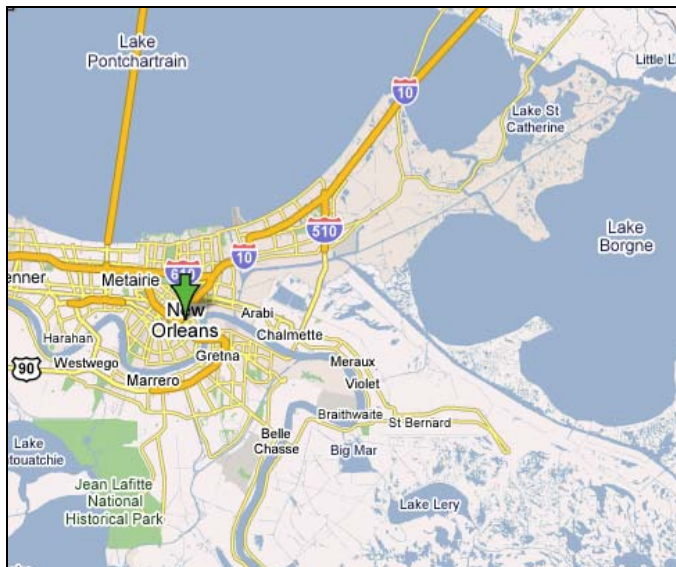 Lake
Pontchartrain
10
Little L
Lake St
Catherine
Lake
Borgne
510
10
610
enner
Metairie
New
Orleans
Arabi
Harahan
Chalmette
Gretna
Westwego
90
Meraux
Marrero
Violet
Braithwaite
St Bernard
Belle
Chasse
Big Mar
Lake
touatchie
Jean Lafitte
National
Historical Park
Lake Lery